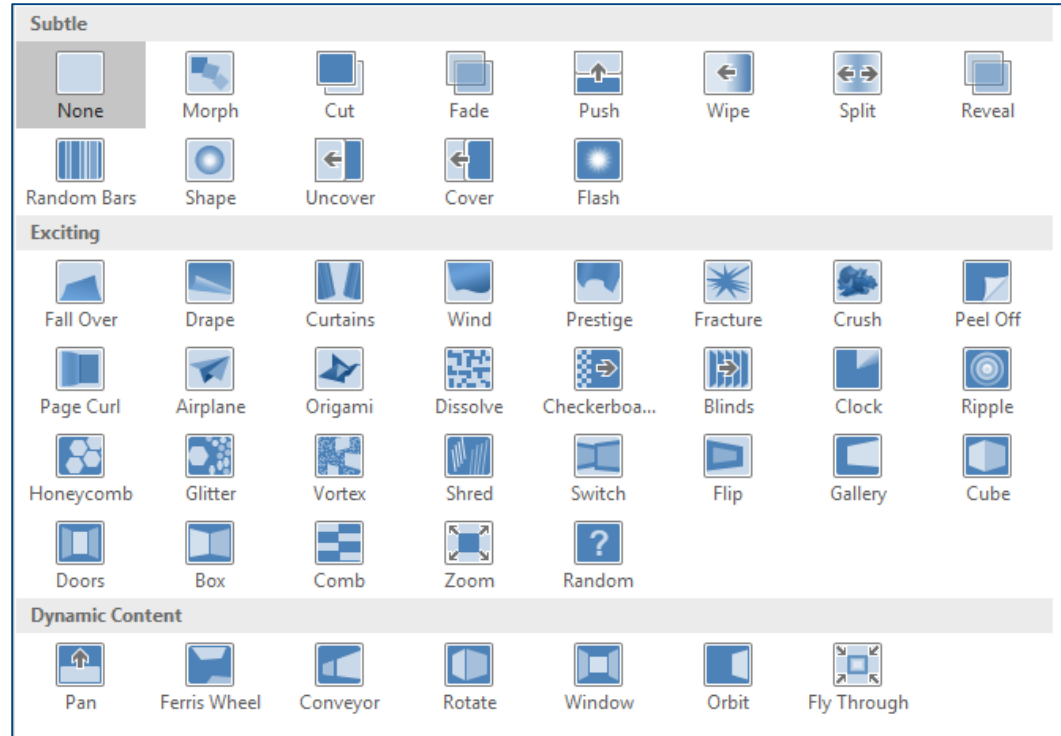 Subtle
None Morph Cut Fade Push Wipe Split Reveal
Random Bars Shape Uncover Cover Flash
Exciting
Fall Over Drape Curtains Wind Prestige Fracture Crush Peel Off
Page Curl Airplane Origami Dissolve Checkerboa... Blinds Clock Ripple
Honeycomb Glitter Vortex Shred Switch Flip Gallery Cube
?
Doors Box Comb Zoom Random
Dynamic Content
Pan Ferris Wheel Conveyor Rotate Window Orbit Fly Through